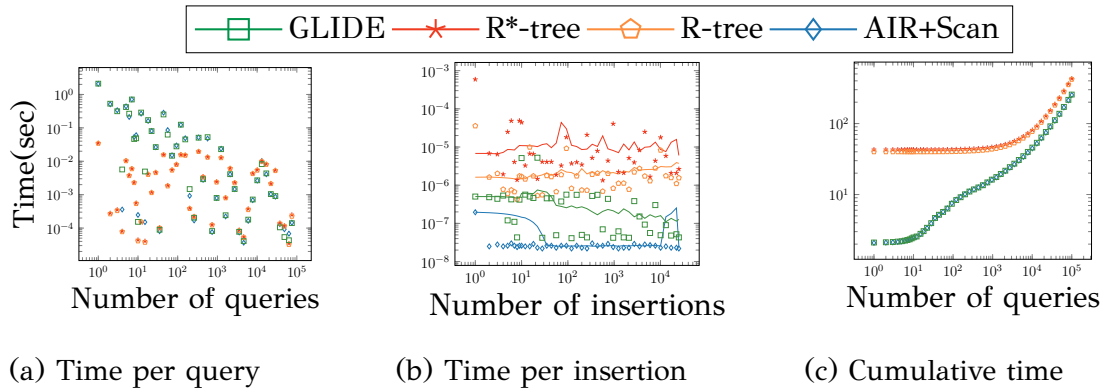 GLIDE R*-tree R-tree AIR+Scan
Time(sec)
10^0
10^−1
10^−2
10^−3
10^−4
10^0 10^1 10^2 10^3 10^4 10^5
Number of queries
(a) Time per query
10^−3
10^−4
10^−5
10^−6
10^−7
10^−8
10^0 10^1 10^2 10^3 10^4
Number of insertions
(b) Time per insertion
10^2
10^1
10^0 10^1 10^2 10^3 10^4 10^5
Number of queries
(c) Cumulative time